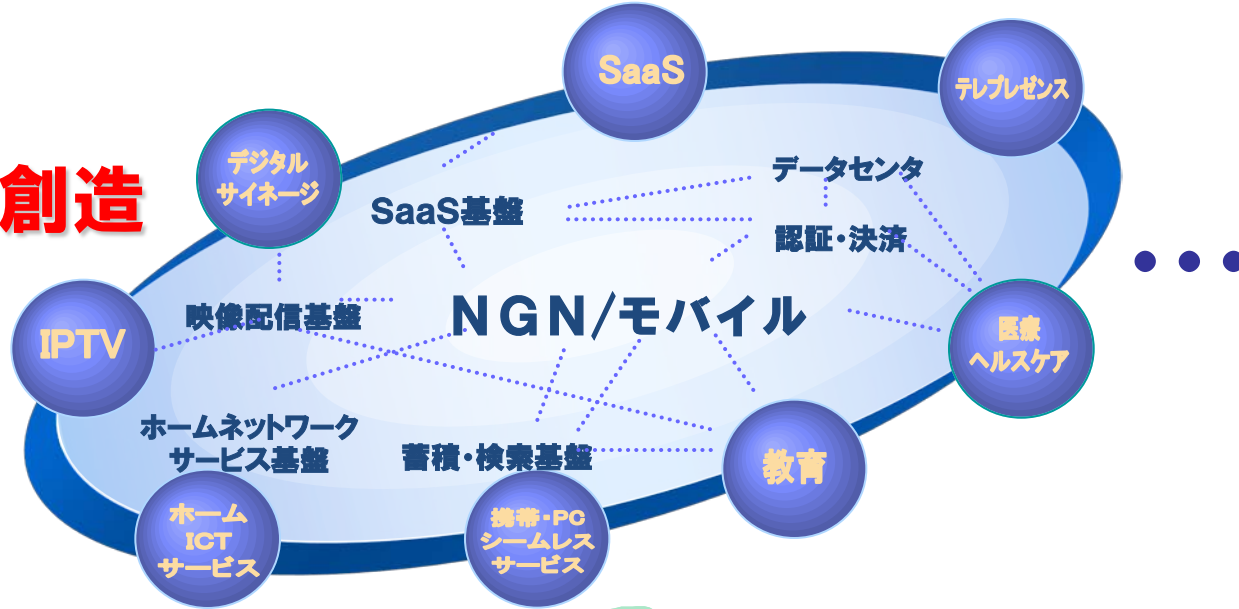 SaaS
テレプレゼンス
デジタル
サイネージ
創造
データセンタ
SaaS基盤
認証・決済
映像配信基盤
NGN/モバイル
IPTV
医療
ヘルスケア
ホームネットワーク
サービス基盤
蓄積・検索基盤
教育
ホーム
ICT
サービス
携帯・PC
シームレス
サービス